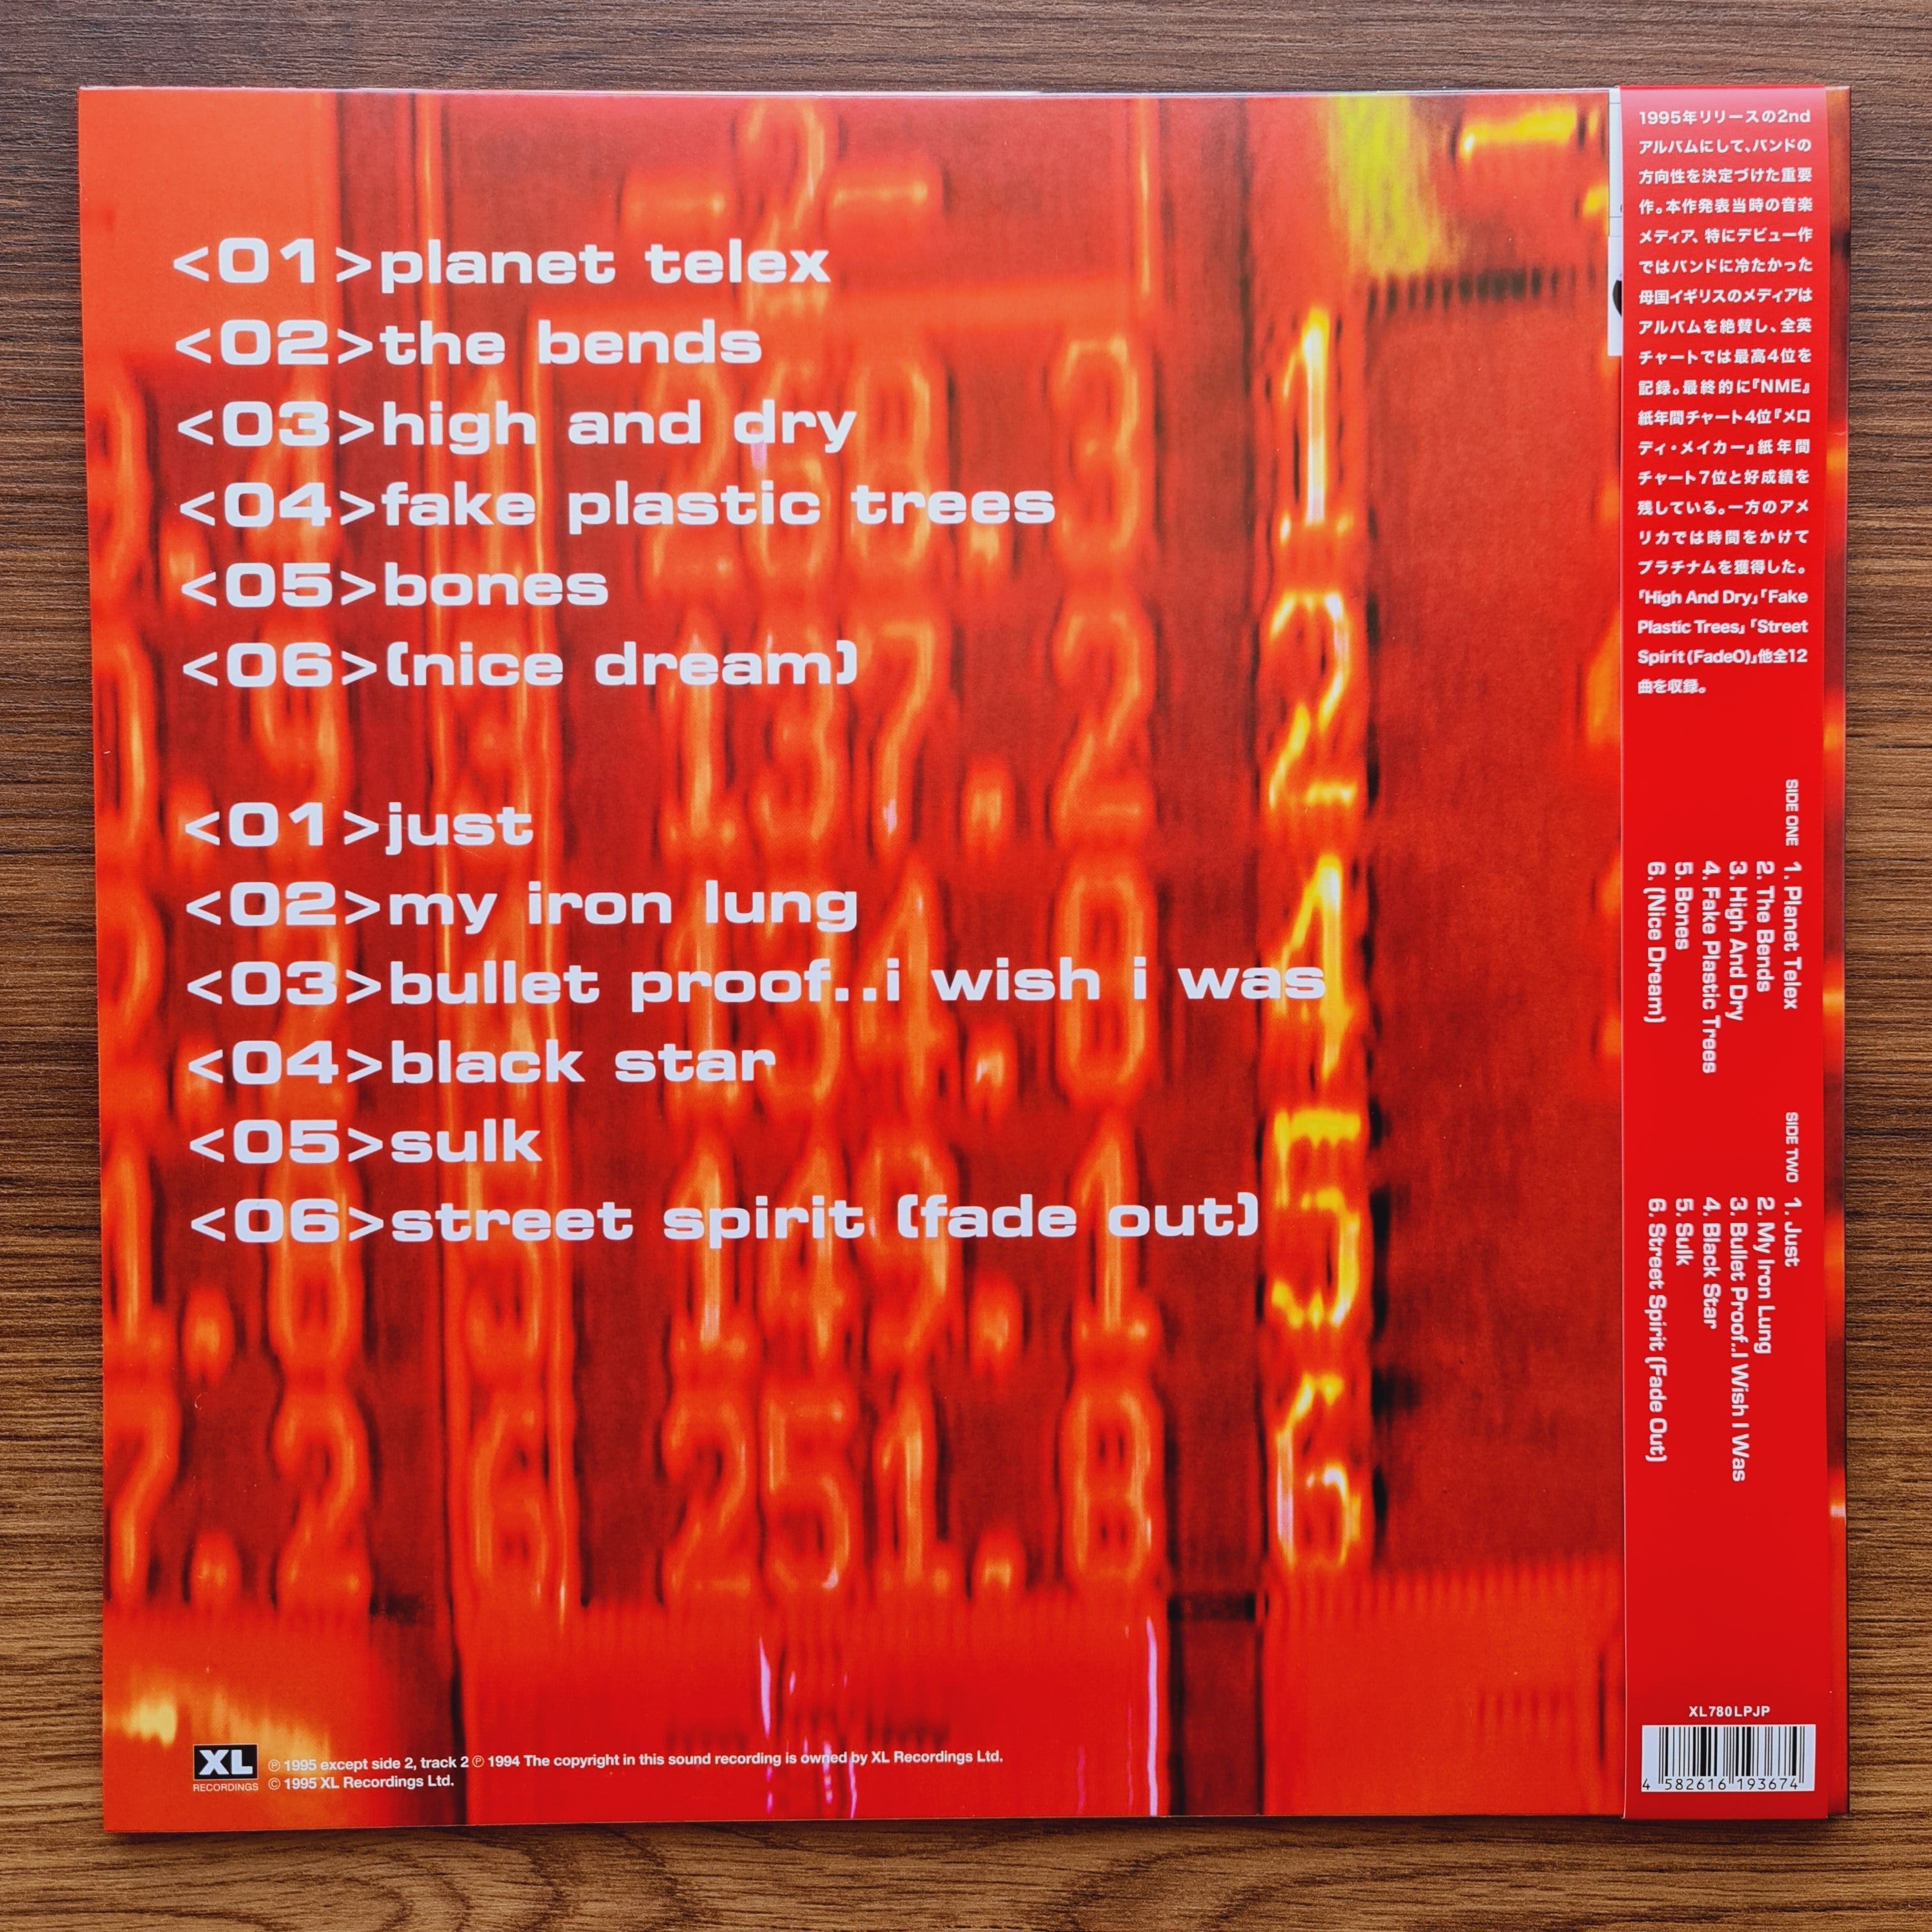 <01>planet telex
<02>the bends
<03>high and dry
<04>fake plastic trees
<05>bones
<06>(nice dream)
<01>just
<02>my iron lung
<03>bullet proof..i wish i was
<04>black star
<05>sulk
<06>street spirit (fade out)
XL
RECORDINGS
℗ 1995 except side 2, track 2 ℗ 1994 The copyright in this sound recording is owned by XL Recordings Ltd.
© 1995 XL Recordings Ltd.
1995年リリースの2nd
アルバムにして、バンドの
方向性を決定づけた重要
作。本作発表当時の音楽
メディア、特にデビュー作
ではバンドに冷たかった
母国イギリスのメディアは
アルバムを絶賛し、全英
チャートでは最高4位を
記録。最終的に『NME』
紙年間チャート4位『メロ
ディ・メイカー』紙年間
チャート7位と好成績を
残している。一方のアメ
リカでは時間をかけて
プラチナムを獲得した。
「High And Dry」「Fake
Plastic Trees」「Street
Spirit (FadeO)」他全12
曲を収録。
SIDE ONE
1. Planet Telex
2. The Bends
3. High And Dry
4. Fake Plastic Trees
5. Bones
6. (Nice Dream)
SIDE TWO
1. Just
2. My Iron Lung
3. Bullet Proof..I Wish I Was
4. Black Star
5. Sulk
6. Street Spirit (Fade Out)
XL780LPJP
4 582616 193674
1
2
4
5
6